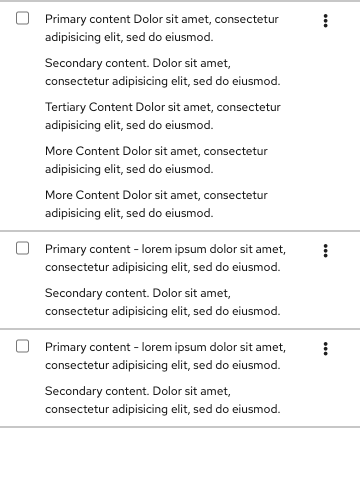 Primary content Dolor sit amet, consectetur
adipisicing elit, sed do eiusmod.
Secondary content. Dolor sit amet,
consectetur adipisicing elit, sed do eiusmod.
Tertiary Content Dolor sit amet, consectetur
adipisicing elit, sed do eiusmod.
More Content Dolor sit amet, consectetur
adipisicing elit, sed do eiusmod.
More Content Dolor sit amet, consectetur
adipisicing elit, sed do eiusmod.
Primary content - lorem ipsum dolor sit amet,
consectetur adipisicing elit, sed do eiusmod.
Secondary content. Dolor sit amet,
consectetur adipisicing elit, sed do eiusmod.
Primary content - lorem ipsum dolor sit amet,
consectetur adipisicing elit, sed do eiusmod.
Secondary content. Dolor sit amet,
consectetur adipisicing elit, sed do eiusmod.